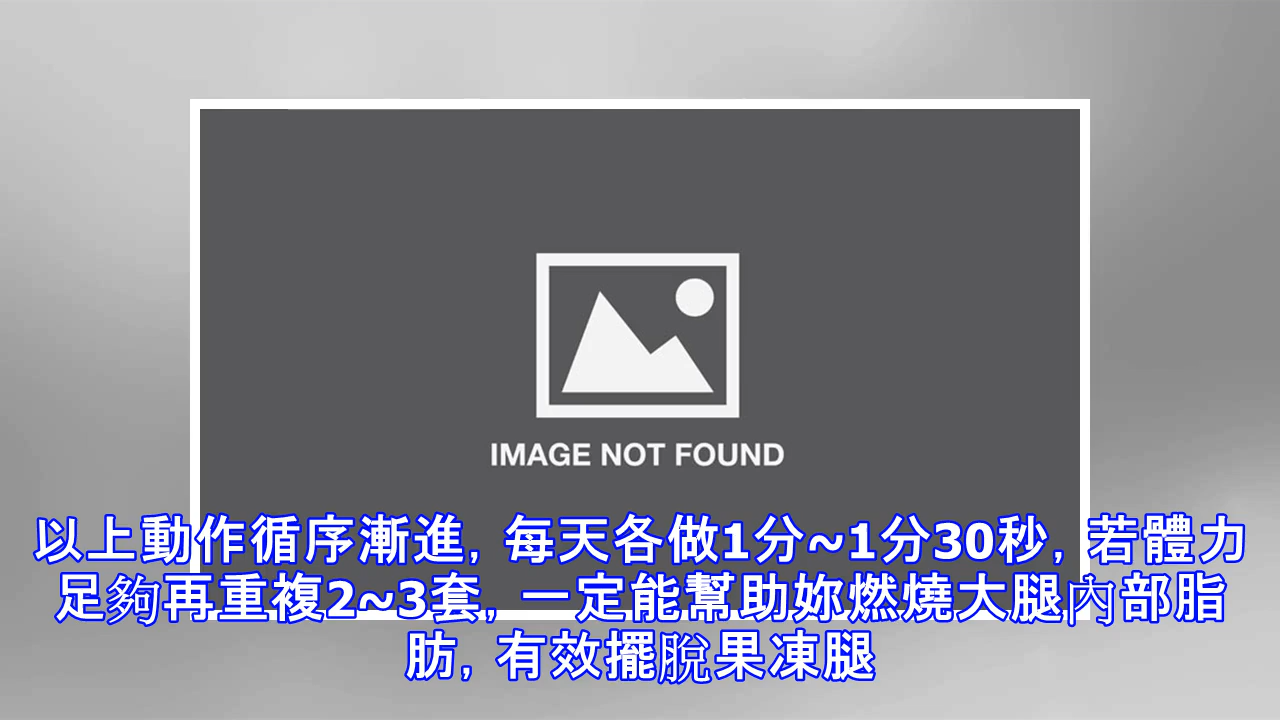 IMAGE NOT FOUND
以上動作循序漸進, 每天各做1分~1分30秒, 若體力
足夠再重複2~3套, 一定能幫助妳燃燒大腿內部脂
肪, 有效擺脫果凍腿